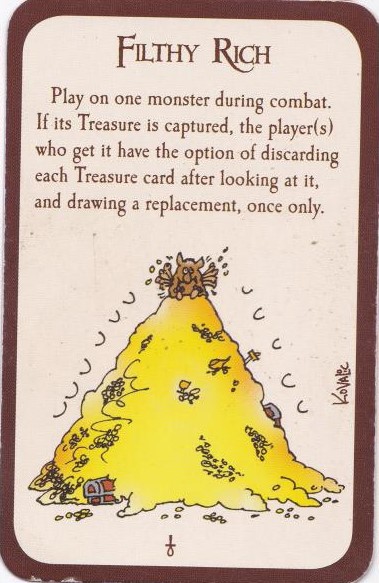 FILTHY RICH
Play on one monster during combat.
If its Treasure is captured, the player(s)
who get it have the option of discarding
each Treasure card after looking at it,
and drawing a replacement, once only.
KOVALIC